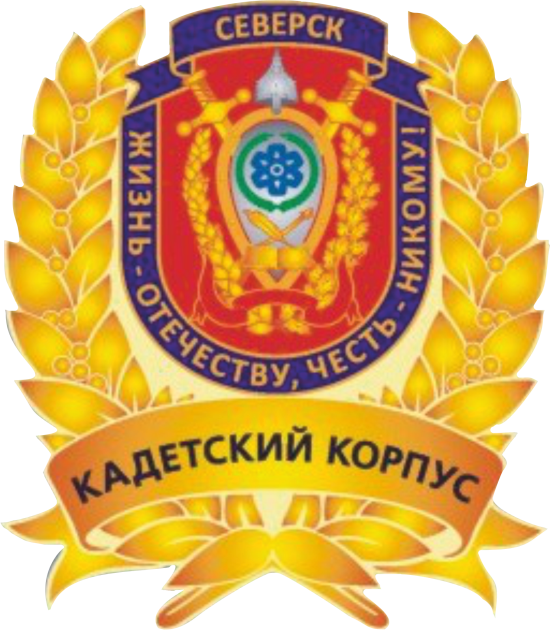 СЕВЕРСК
ЖИЗНЬ - ОТЕЧЕСТВУ, ЧЕСТЬ - НИКОМУ!
КАДЕТСКИЙ КОРПУС